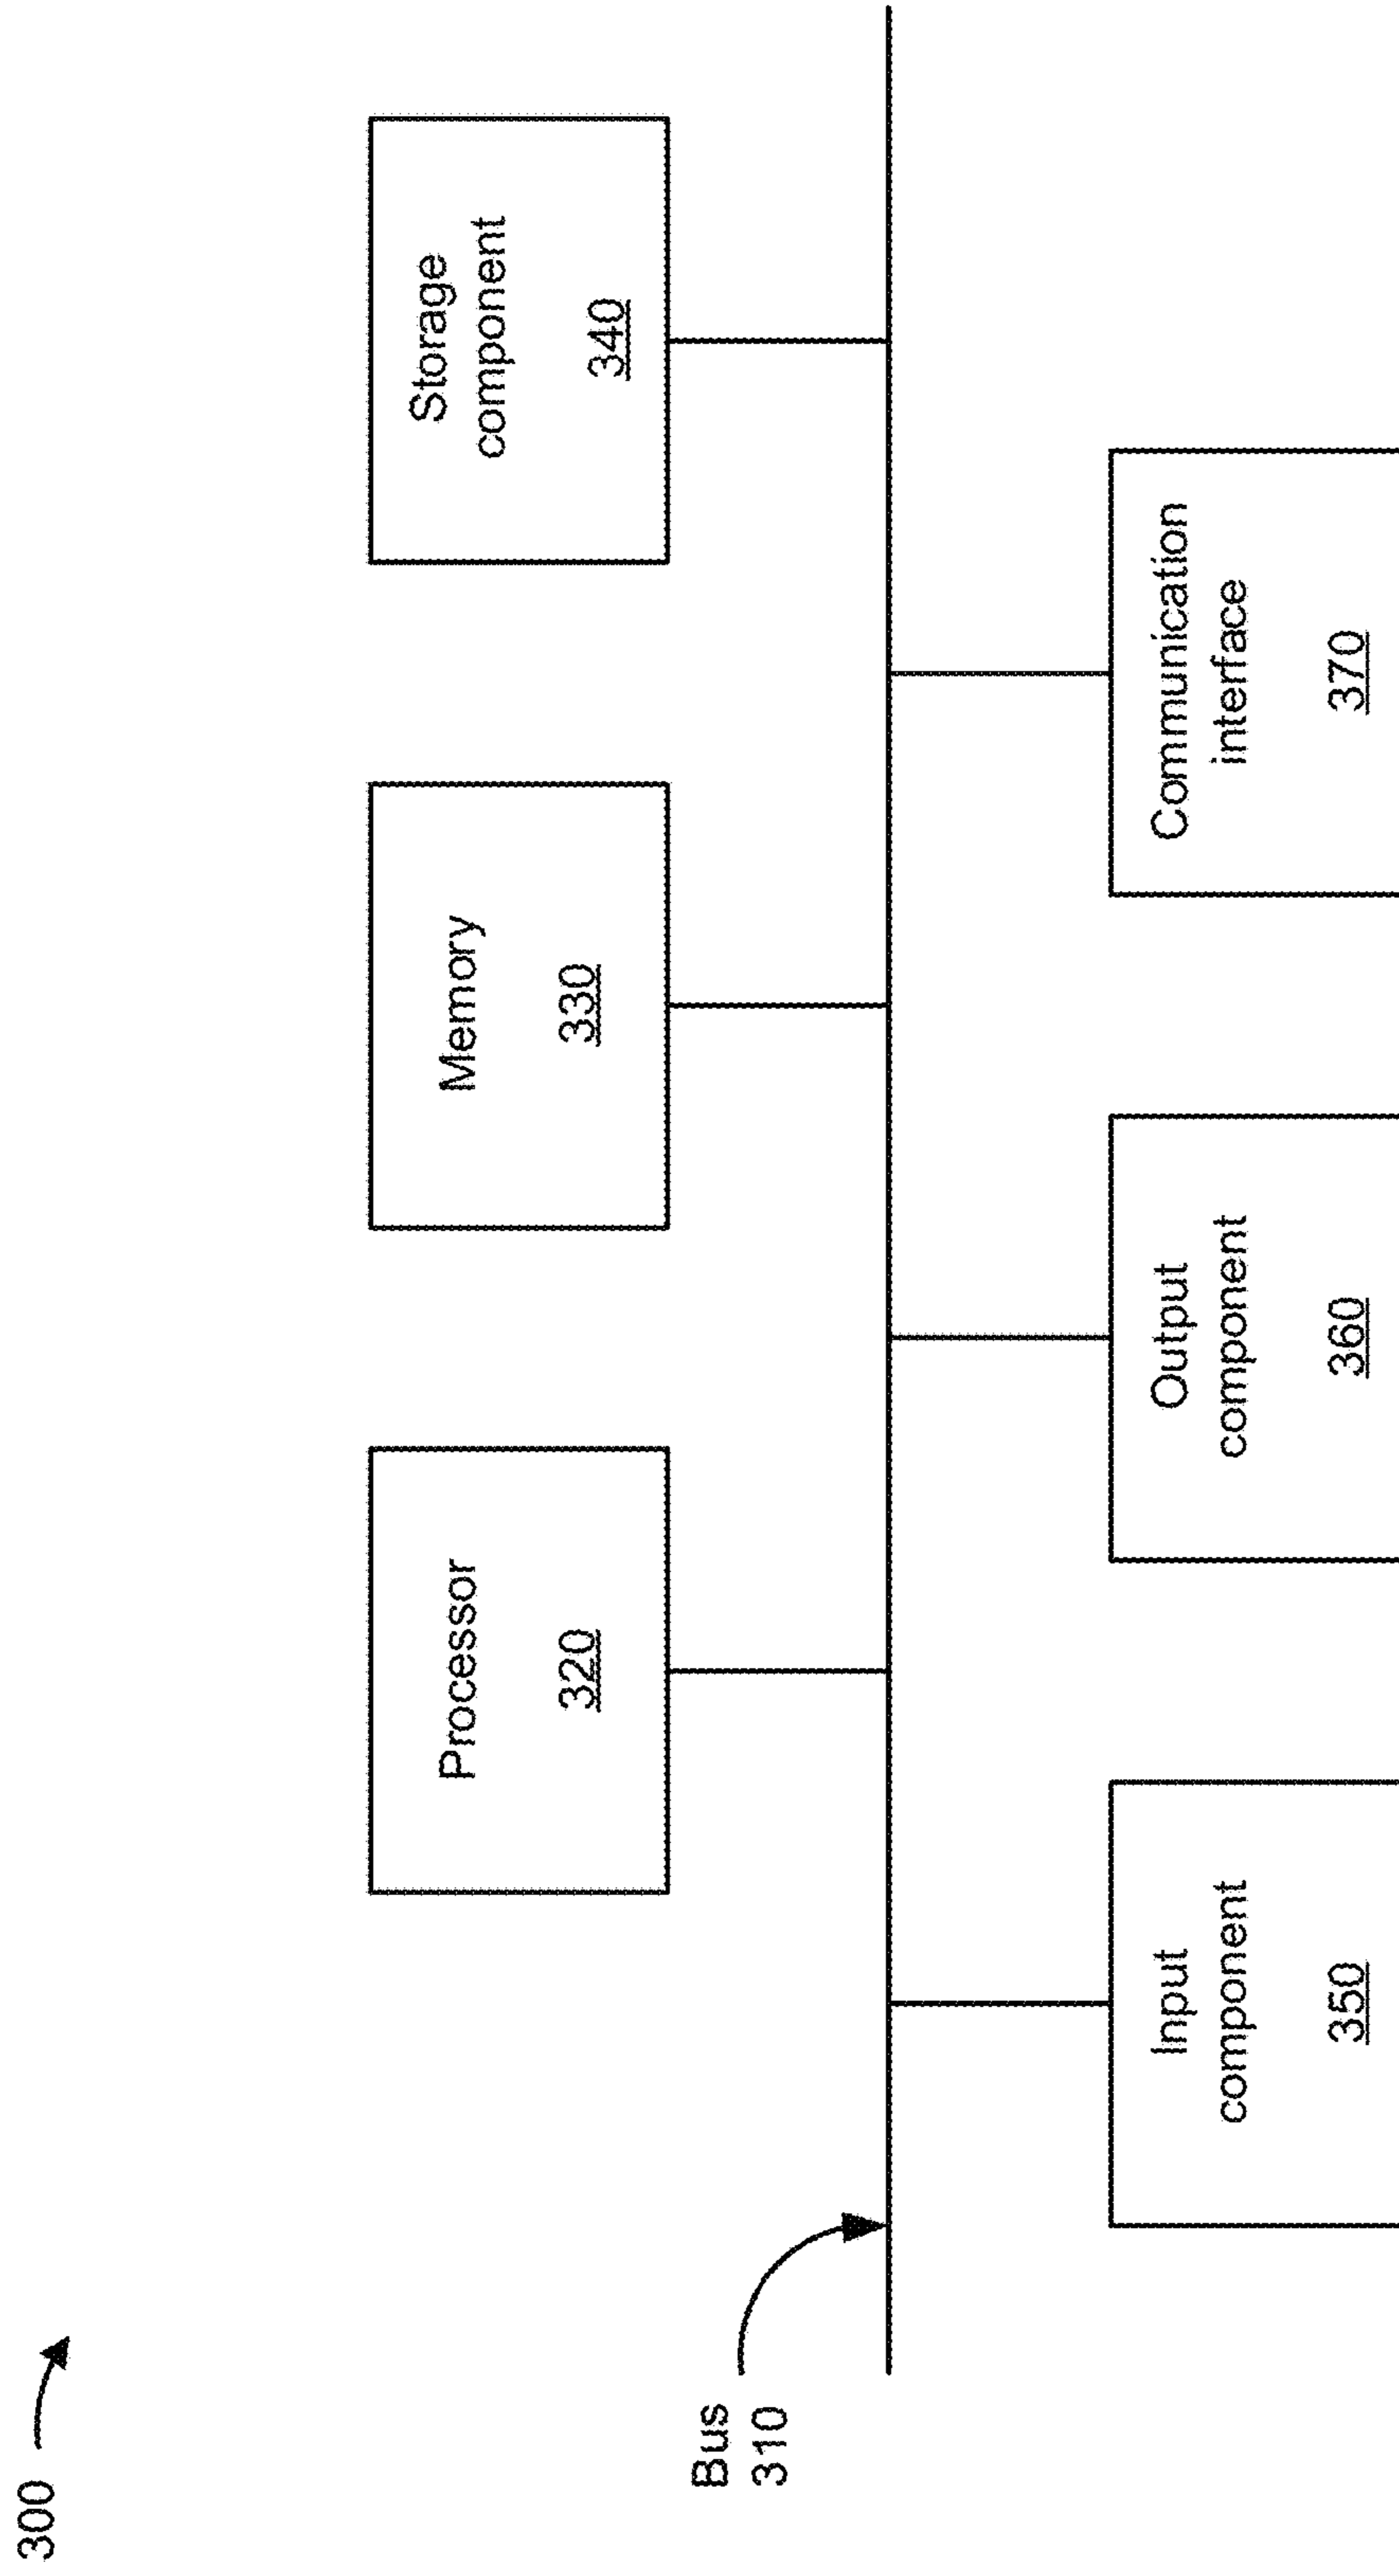 300
Processor
320
Memory
330
Storage
component
340
Bus
310
Input
component
350
Output
component
360
Communication
interface
370